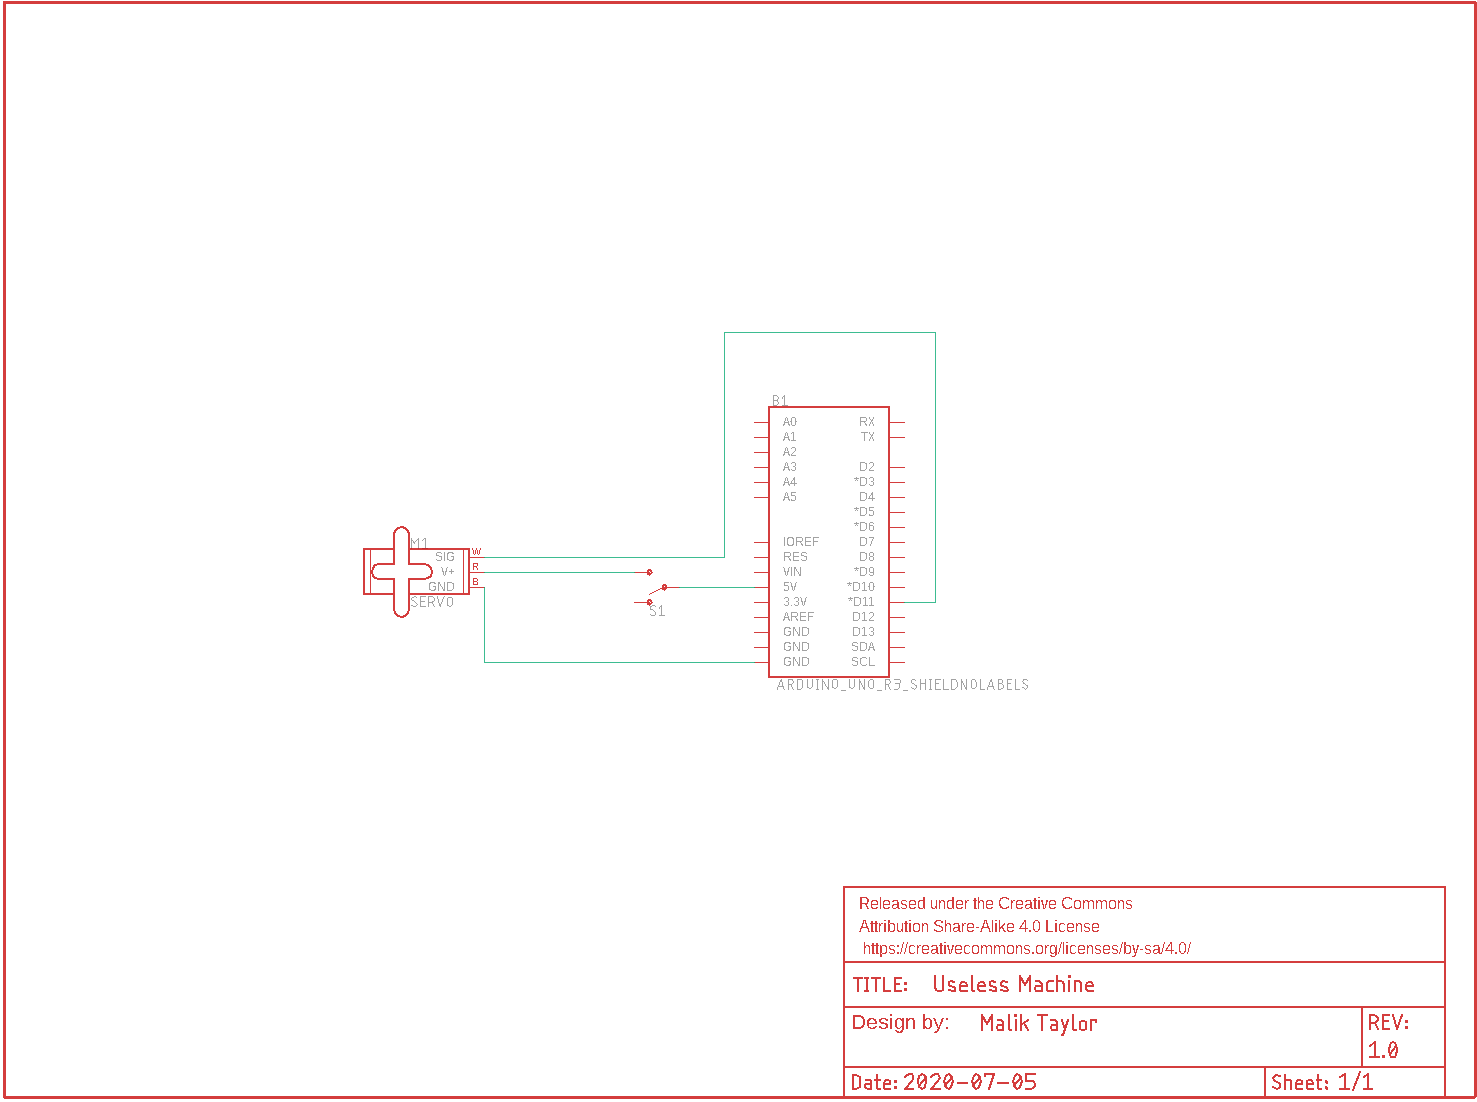 B1
A0 RX
A1 TX
A2
A3 D2
A4 *D3
A5 D4
*D5
*D6
IOREF D7
RES D8
VIN *D9
5V *D10
3.3V *D11
AREF D12
GND D13
GND SDA
GND SCL
ARDUINO_UNO_R3_SHIELDNOLABELS
M1
SIG W
V+ R
GND B
SERVO
S1
Released under the Creative Commons
Attribution Share-Alike 4.0 License
https://creativecommons.org/licenses/by-sa/4.0/
TITLE: Useless Machine
Design by: Malik Taylor
REV:
1.0
Date: 2020-07-05
Sheet: 1/1